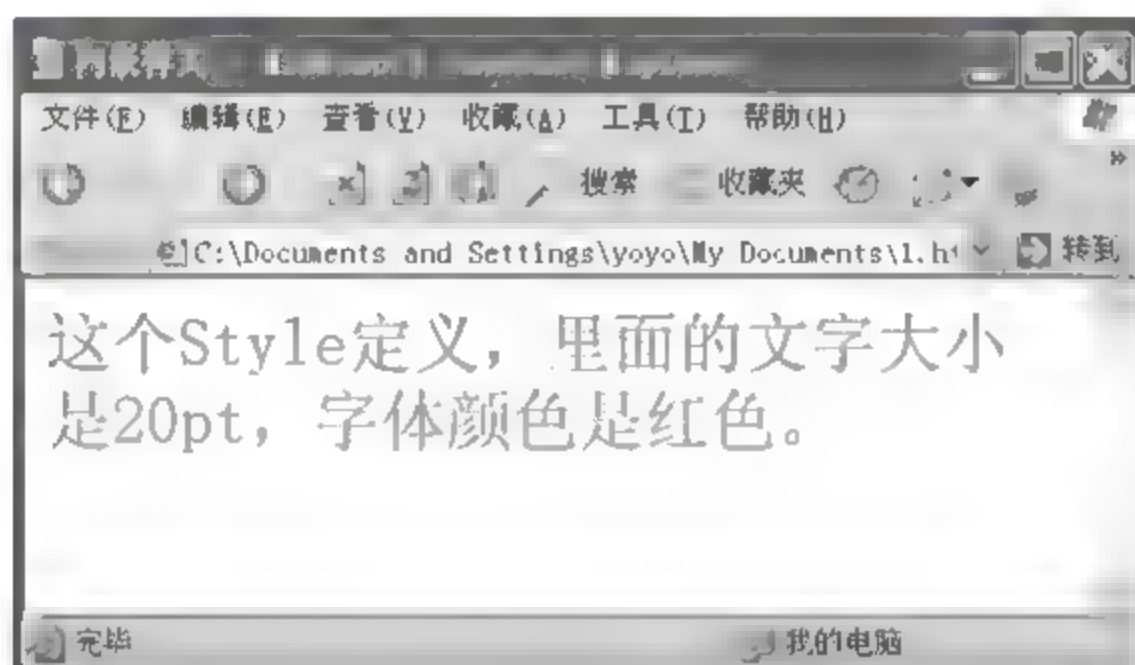 文件(F) 编辑(E) 查看(V) 收藏(A) 工具(T) 帮助(H)
搜索 收藏夹
C:\Documents and Settings\yoyo\My Documents\1.ht 转到
这个Style定义，里面的文字大小
是20pt，字体颜色是红色。
完毕 我的电脑